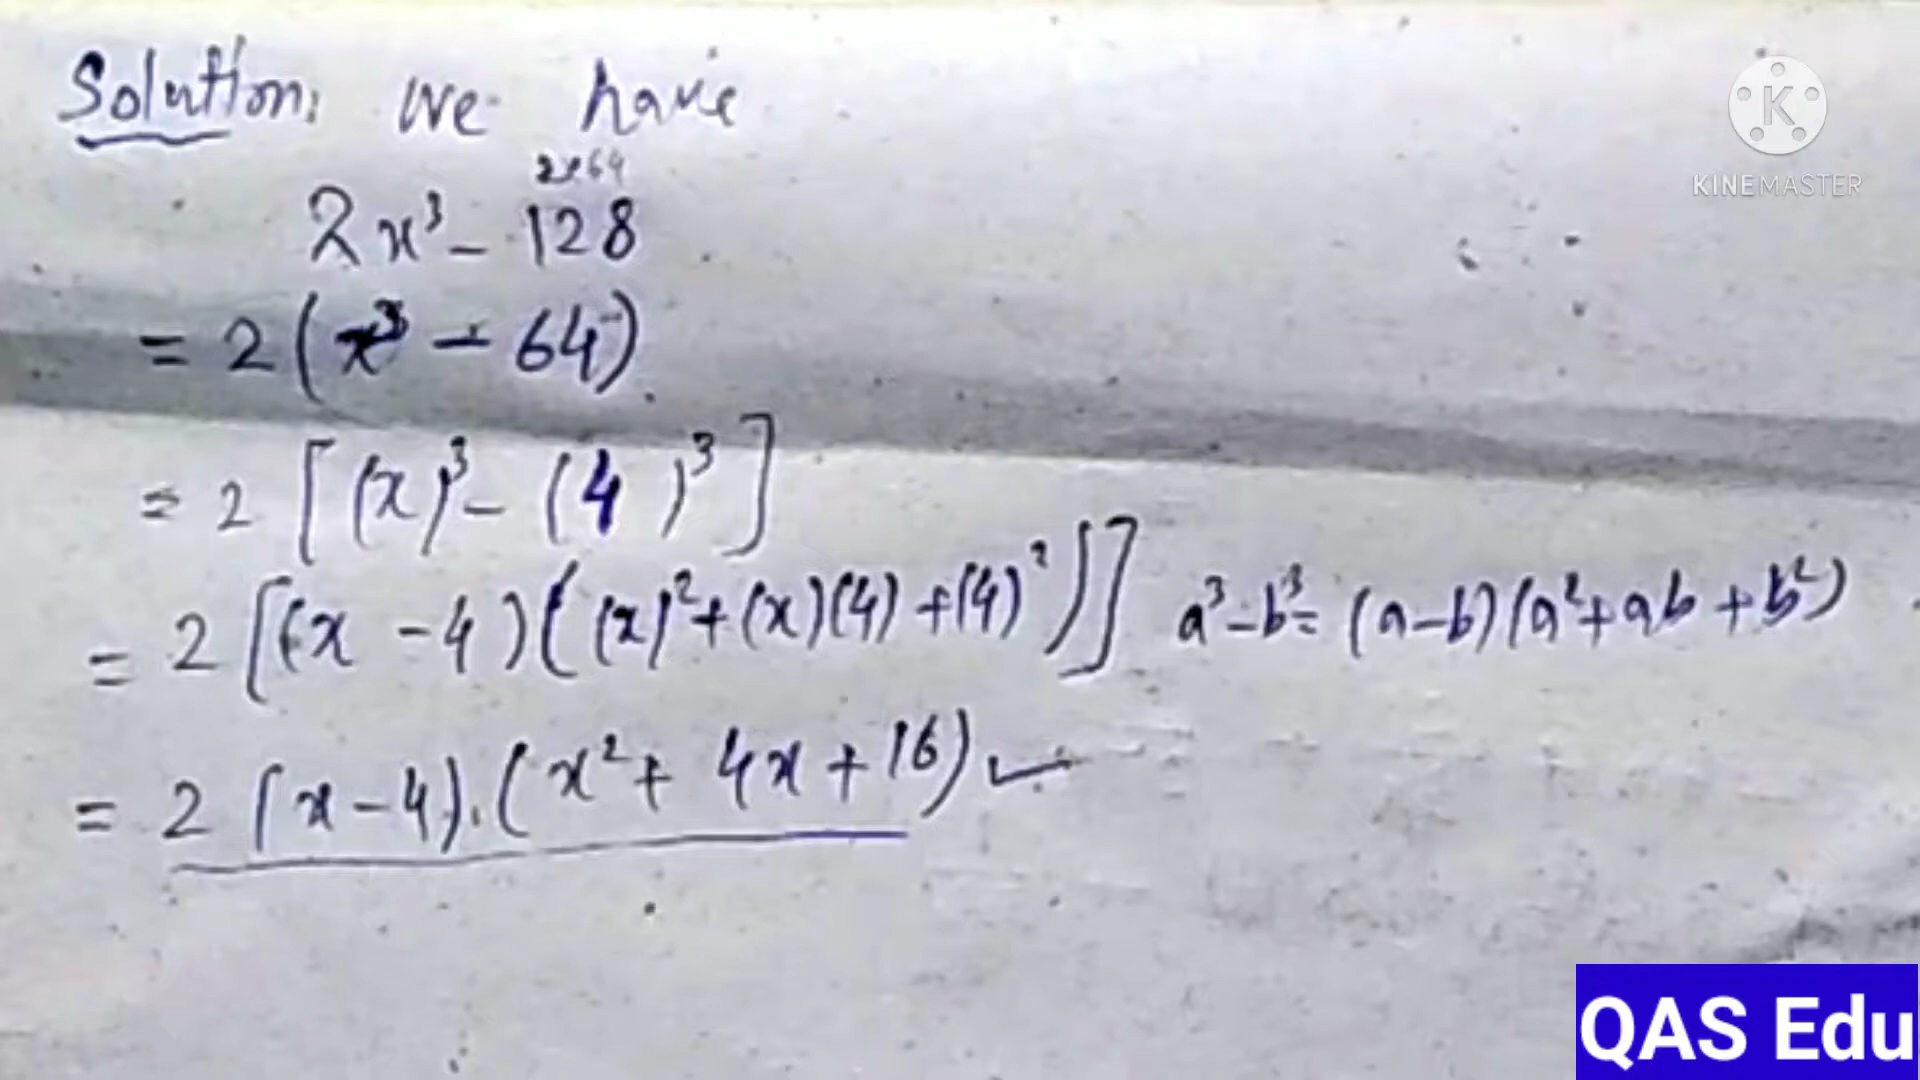 Solution: we have
2×64
2x³ - 128
= 2 (x³ - 64)
= 2 [(x)³ - (4)³]
= 2 [(x - 4) ((x)² + (x)(4) + (4)²)] a³ - b³ = (a-b)(a² + ab + b²)
= 2 (x - 4).(x² + 4x + 16) ✓
K
KINEMASTER
QAS Edu